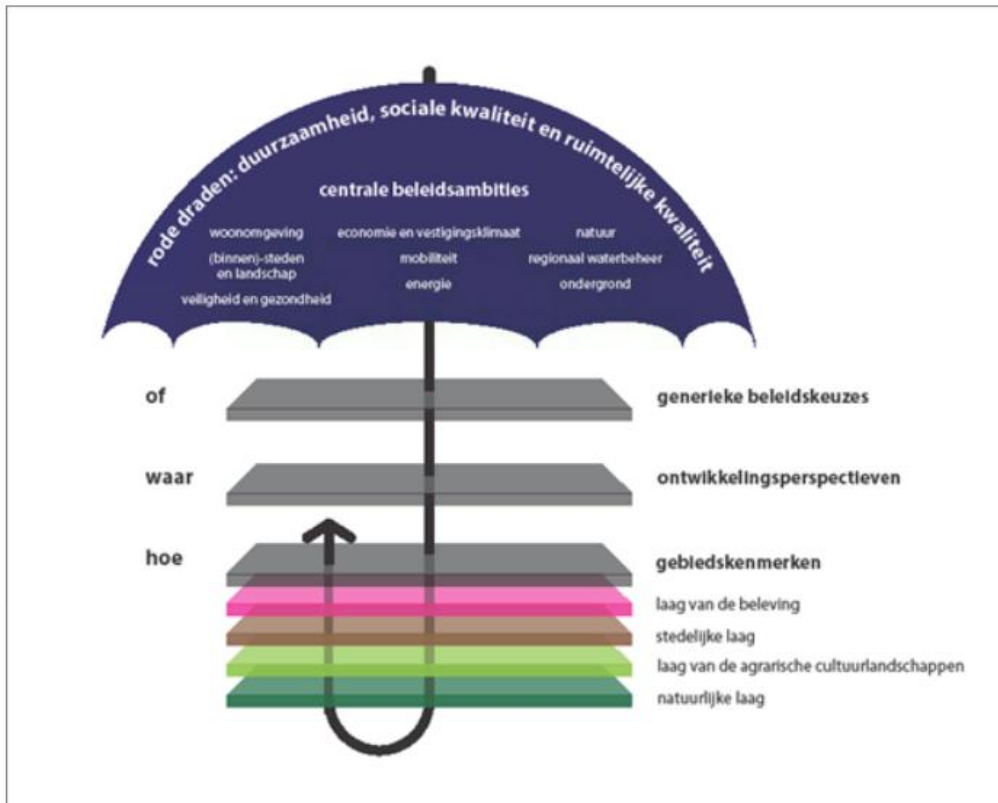 rode draden: duurzaamheid, sociale kwaliteit en ruimtelijke kwaliteit
centrale beleidsambities
woonomgeving
(binnen)-steden
en landschap
veiligheid en gezondheid
economie en vestigingsklimaat
mobiliteit
energie
natuur
regionaal waterbeheer
ondergrond
of
generieke beleidskeuzes
waar
ontwikkelingsperspectieven
hoe
gebiedskenmerken
laag van de beleving
stedelijke laag
laag van de agrarische cultuurlandschappen
natuurlijke laag